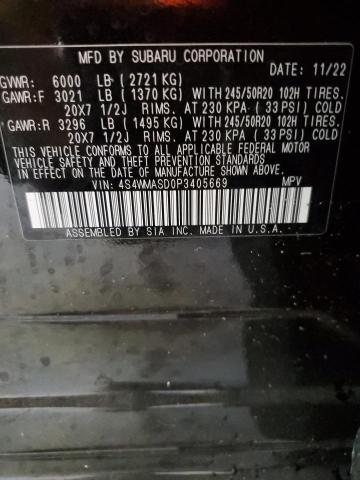 MFD BY SUBARU CORPORATION
DATE: 11/22
GVWR: 6000 LB (2721 KG)
GAWR:F 3021 LB (1370 KG) WITH 245/50R20 102H TIRES.
20X7 1/2J RIMS. AT 230 KPA (33 PSI) COLD
GAWR:R 3296 LB (1495 KG) WITH 245/50R20 102H TIRES.
20X7 1/2J RIMS. AT 230 KPA (33 PSI) COLD
THIS VEHICLE CONFORMS TO ALL APPLICABLE FEDERAL MOTOR
VEHICLE SAFETY, BUMPER, AND THEFT PREVENTION STANDARDS
IN EFFECT ON THE DATE OF MANUFACTURE SHOWN ABOVE.
VIN: 4S4WMASD0P3405669 MPV
ASSEMBLED BY SIA INC. MADE IN U.S.A.